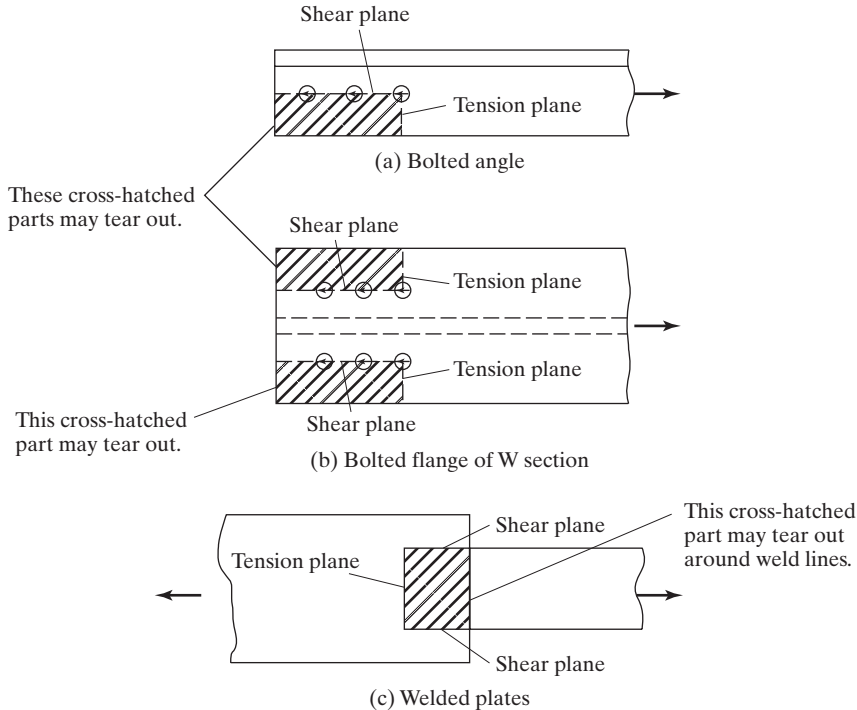 Shear plane
Tension plane
(a) Bolted angle
These cross-hatched
parts may tear out.
Shear plane
Tension plane
Tension plane
This cross-hatched
part may tear out.
Shear plane
(b) Bolted flange of W section
This cross-hatched
part may tear out
around weld lines.
Shear plane
Tension plane
Shear plane
(c) Welded plates